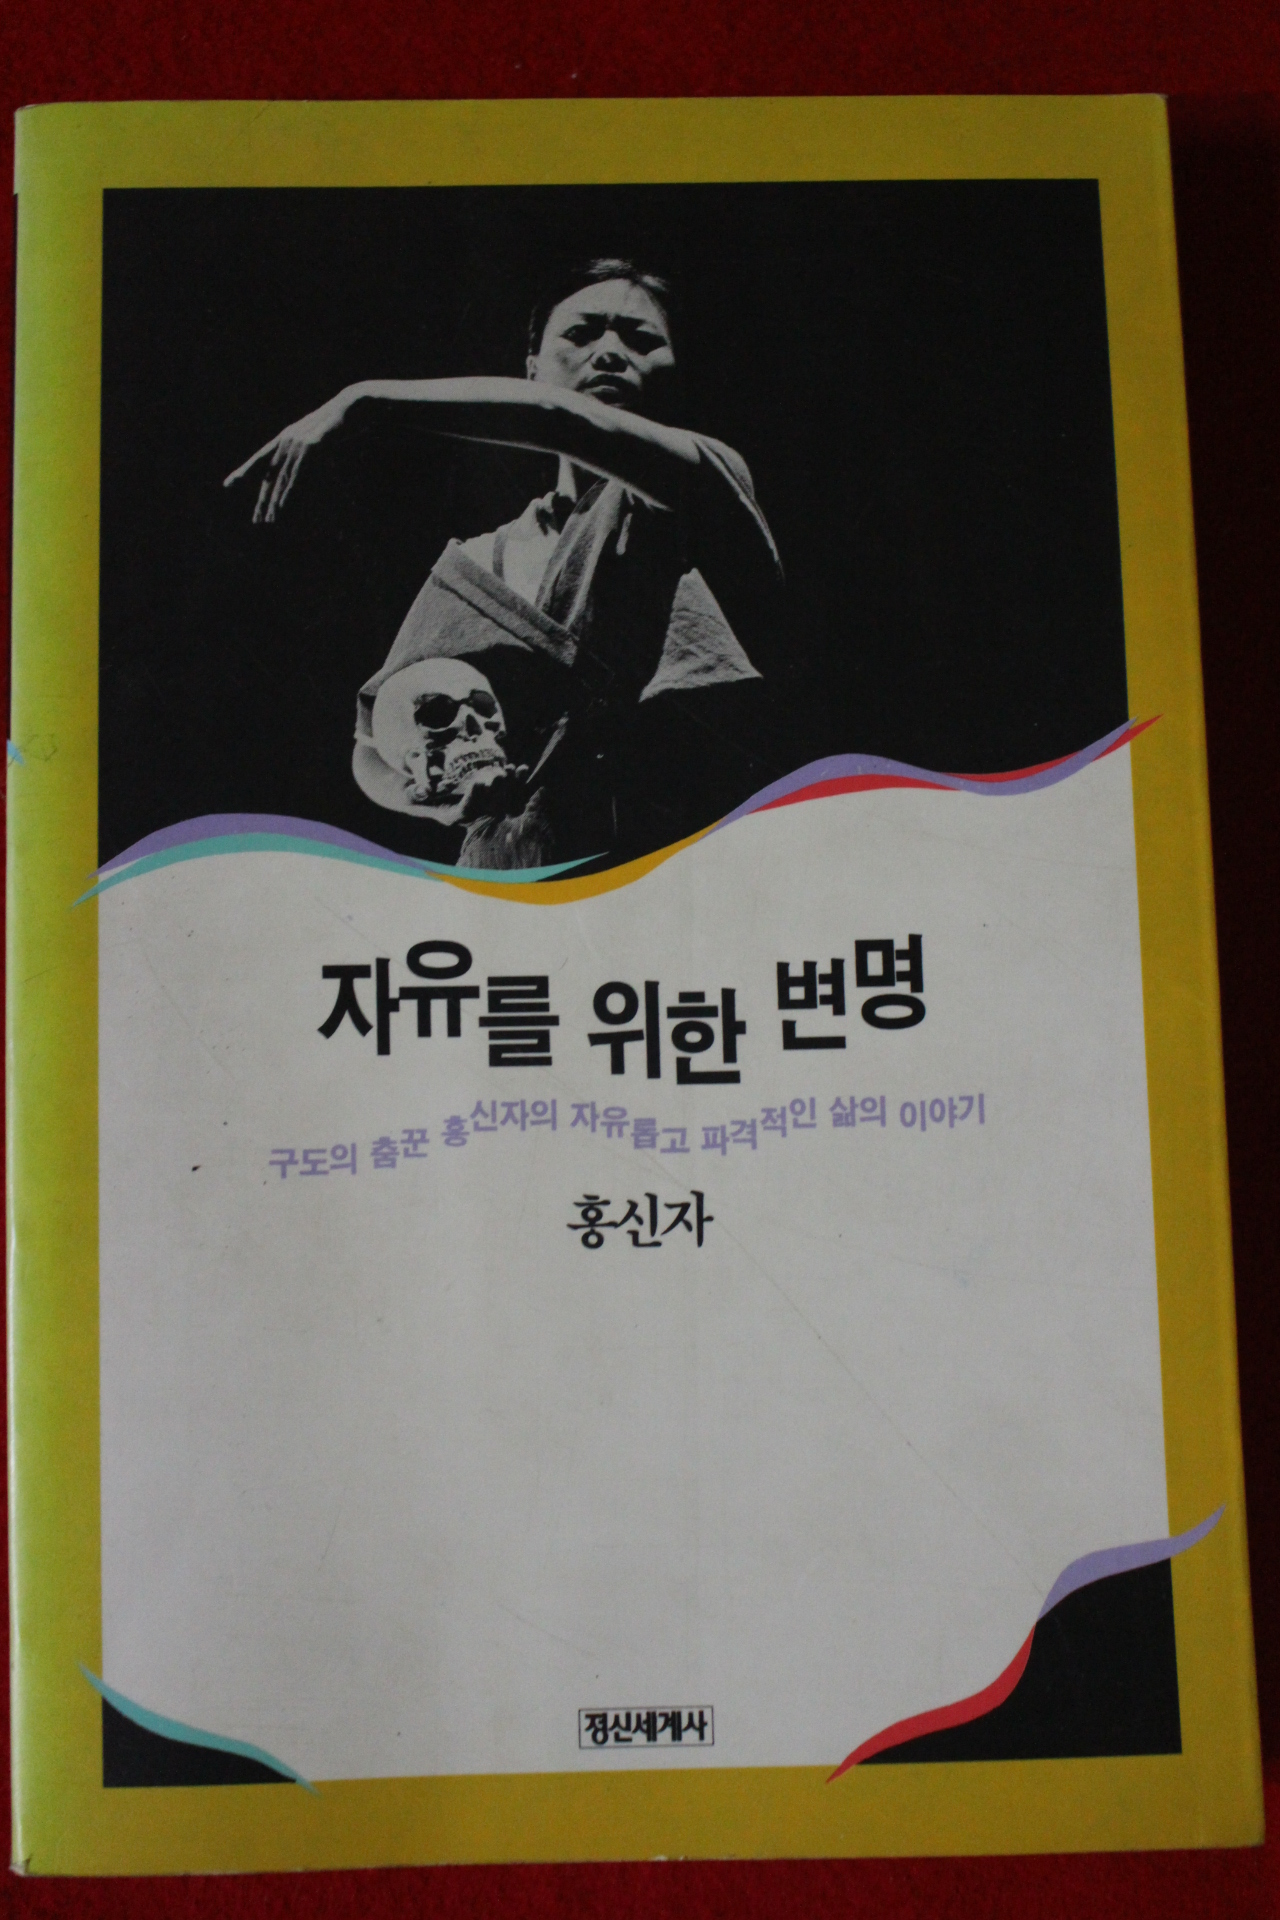 자유를 위한 변명
구도의 춤꾼 홍신자의 자유롭고 파격적인 삶의 이야기
홍신자
정신세계사